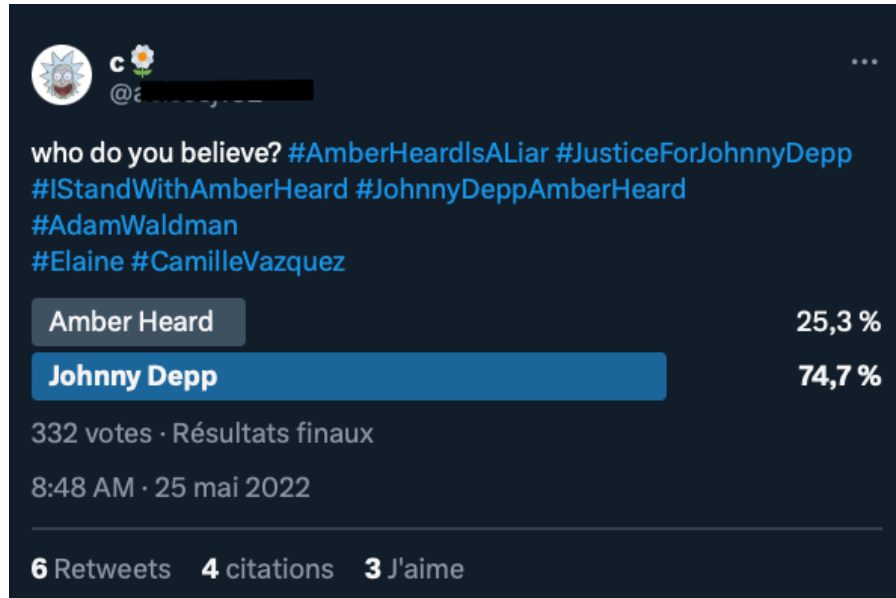 c
who do you believe? #AmberHeardIsALiar #JusticeForJohnnyDepp
#IStandWithAmberHeard #JohnnyDeppAmberHeard
#AdamWaldman
#Elaine #CamilleVazquez
Amber Heard 25,3 %
Johnny Depp 74,7 %
332 votes · Résultats finaux
8:48 AM · 25 mai 2022
6 Retweets 4 citations 3 J'aime